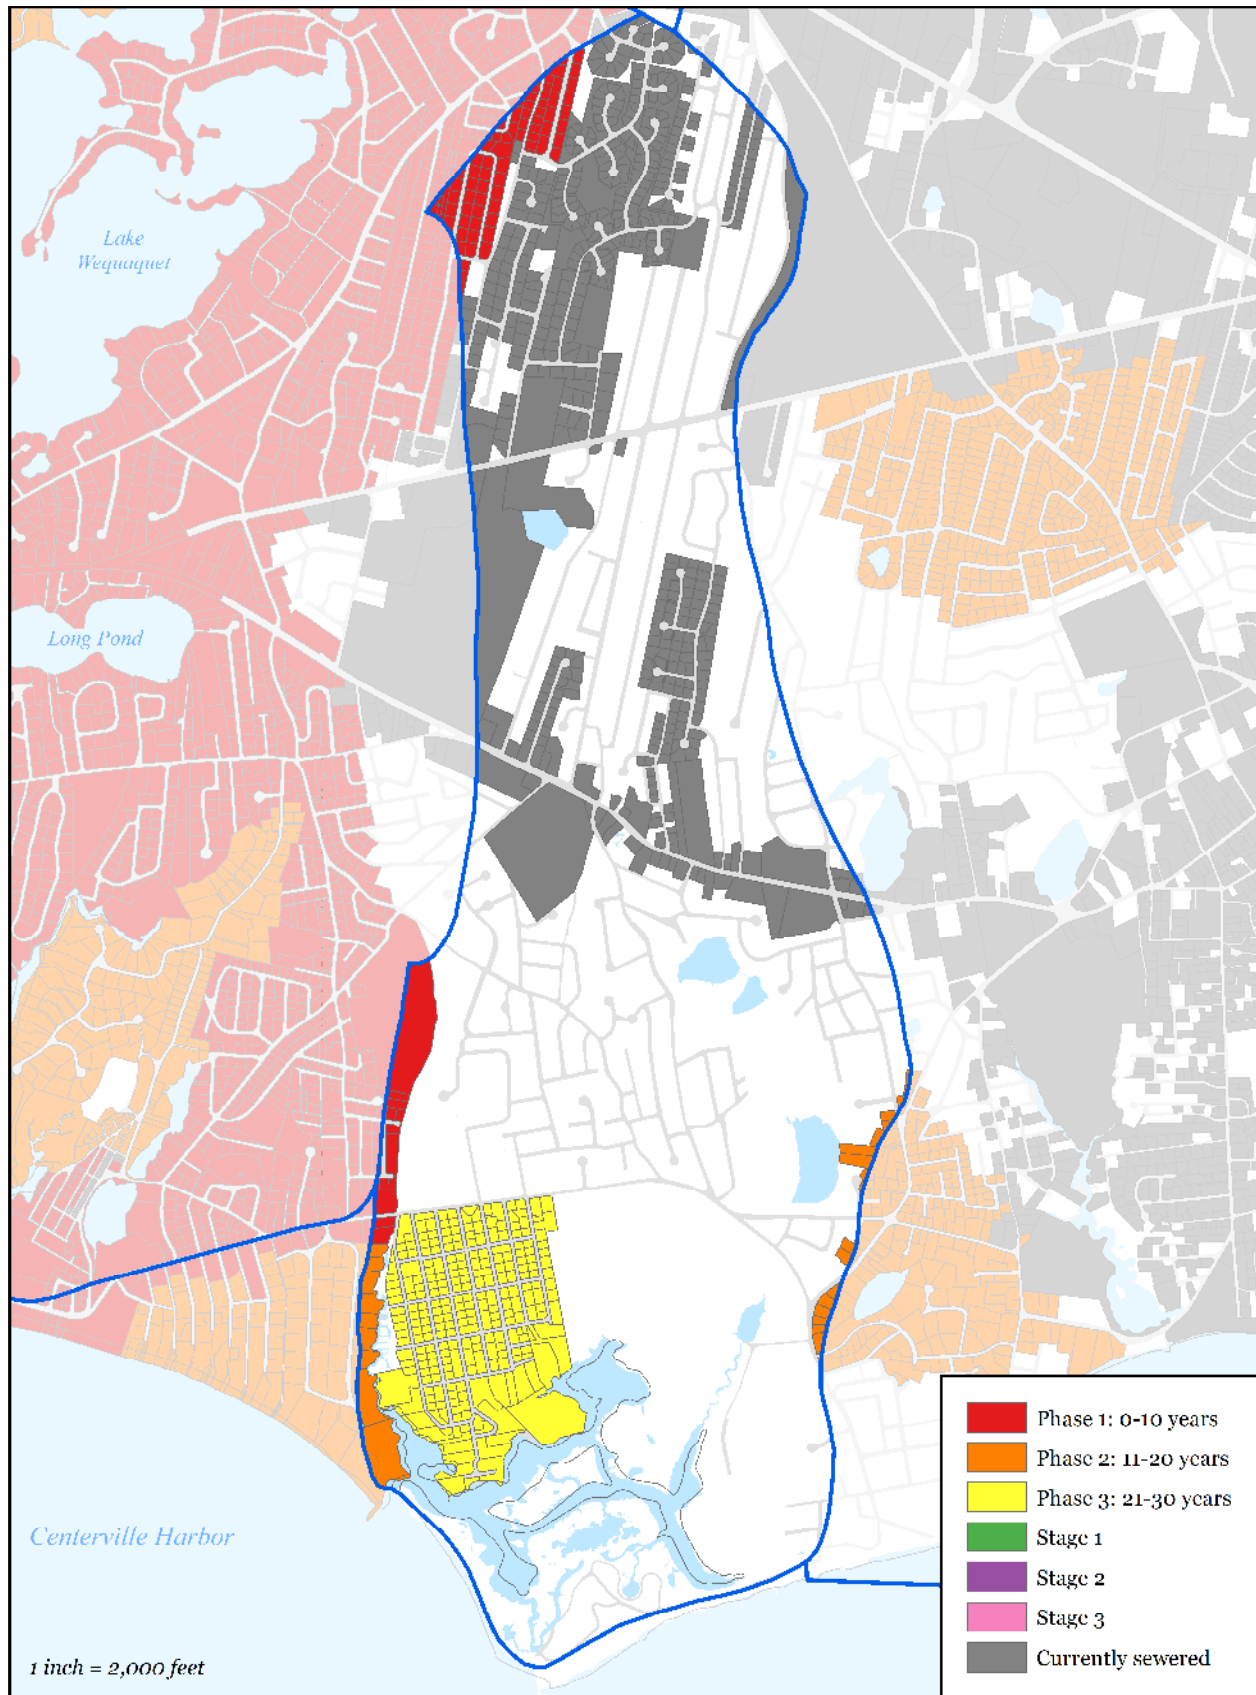 Lake
Wequaquet
Long Pond
Centerville Harbor
1 inch = 2,000 feet
Phase 1: 0-10 years
Phase 2: 11-20 years
Phase 3: 21-30 years
Stage 1
Stage 2
Stage 3
Currently sewered